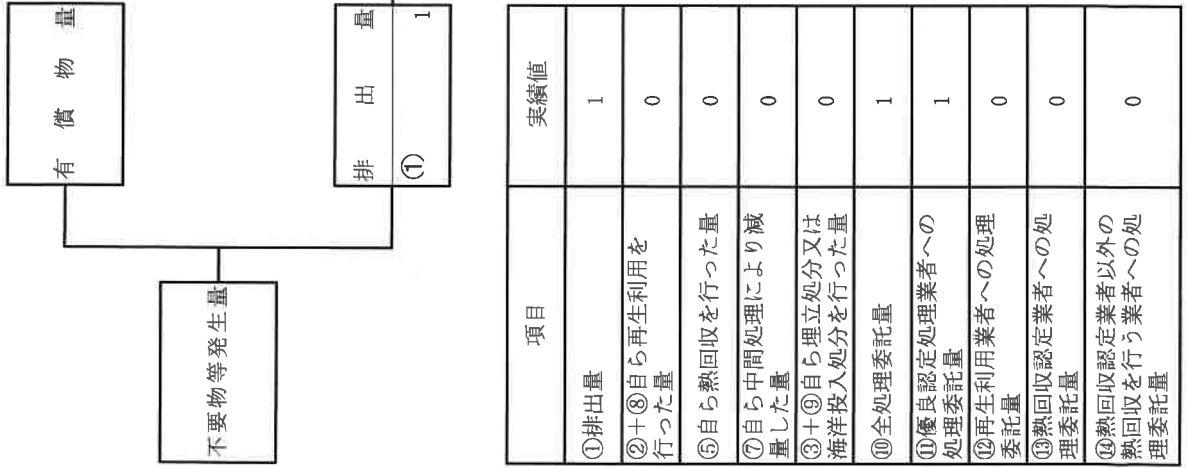 有償物量
不要物等発生量
排出量
① 1
項目 実績値
①排出量 1
②+⑧自ら再生利用を
行った量 0
⑤自ら熱回収を行った量 0
⑦自ら中間処理により減
量した量 0
③+⑨自ら埋立処分又は
海洋投入処分を行った量 0
⑩全処理委託量 1
⑪優良認定処理業者への
処理委託量 1
⑫再生利用業者への処理
委託量 0
⑬熱回収認定業者への処
理委託量 0
⑭熱回収認定業者以外の
熱回収を行う業者への処
理委託量 0